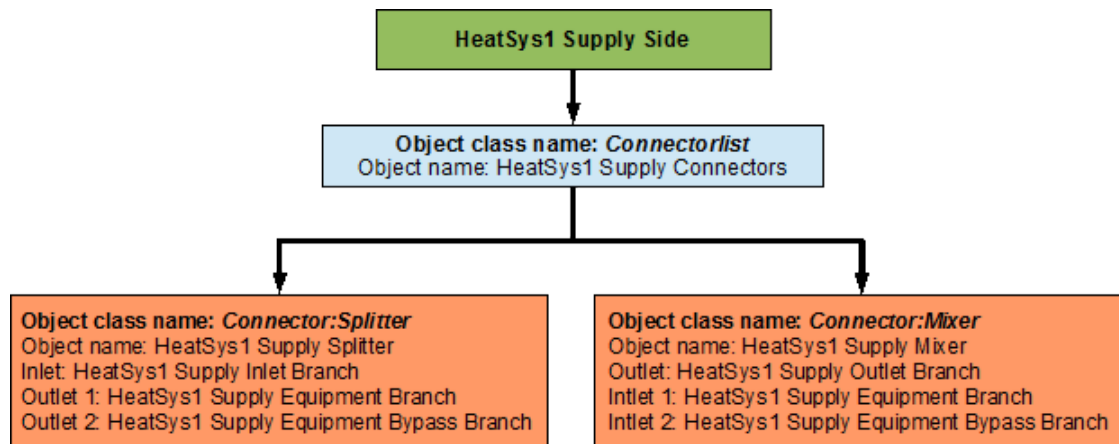 HeatSys1 Supply Side
Object class name: Connectorlist
Object name: HeatSys1 Supply Connectors
Object class name: Connector:Splitter
Object name: HeatSys1 Supply Splitter
Inlet: HeatSys1 Supply Inlet Branch
Outlet 1: HeatSys1 Supply Equipment Branch
Outlet 2: HeatSys1 Supply Equipment Bypass Branch
Object class name: Connector:Mixer
Object name: HeatSys1 Supply Mixer
Outlet: HeatSys1 Supply Outlet Branch
Intlet 1: HeatSys1 Supply Equipment Branch
Intlet 2: HeatSys1 Supply Equipment Bypass Branch